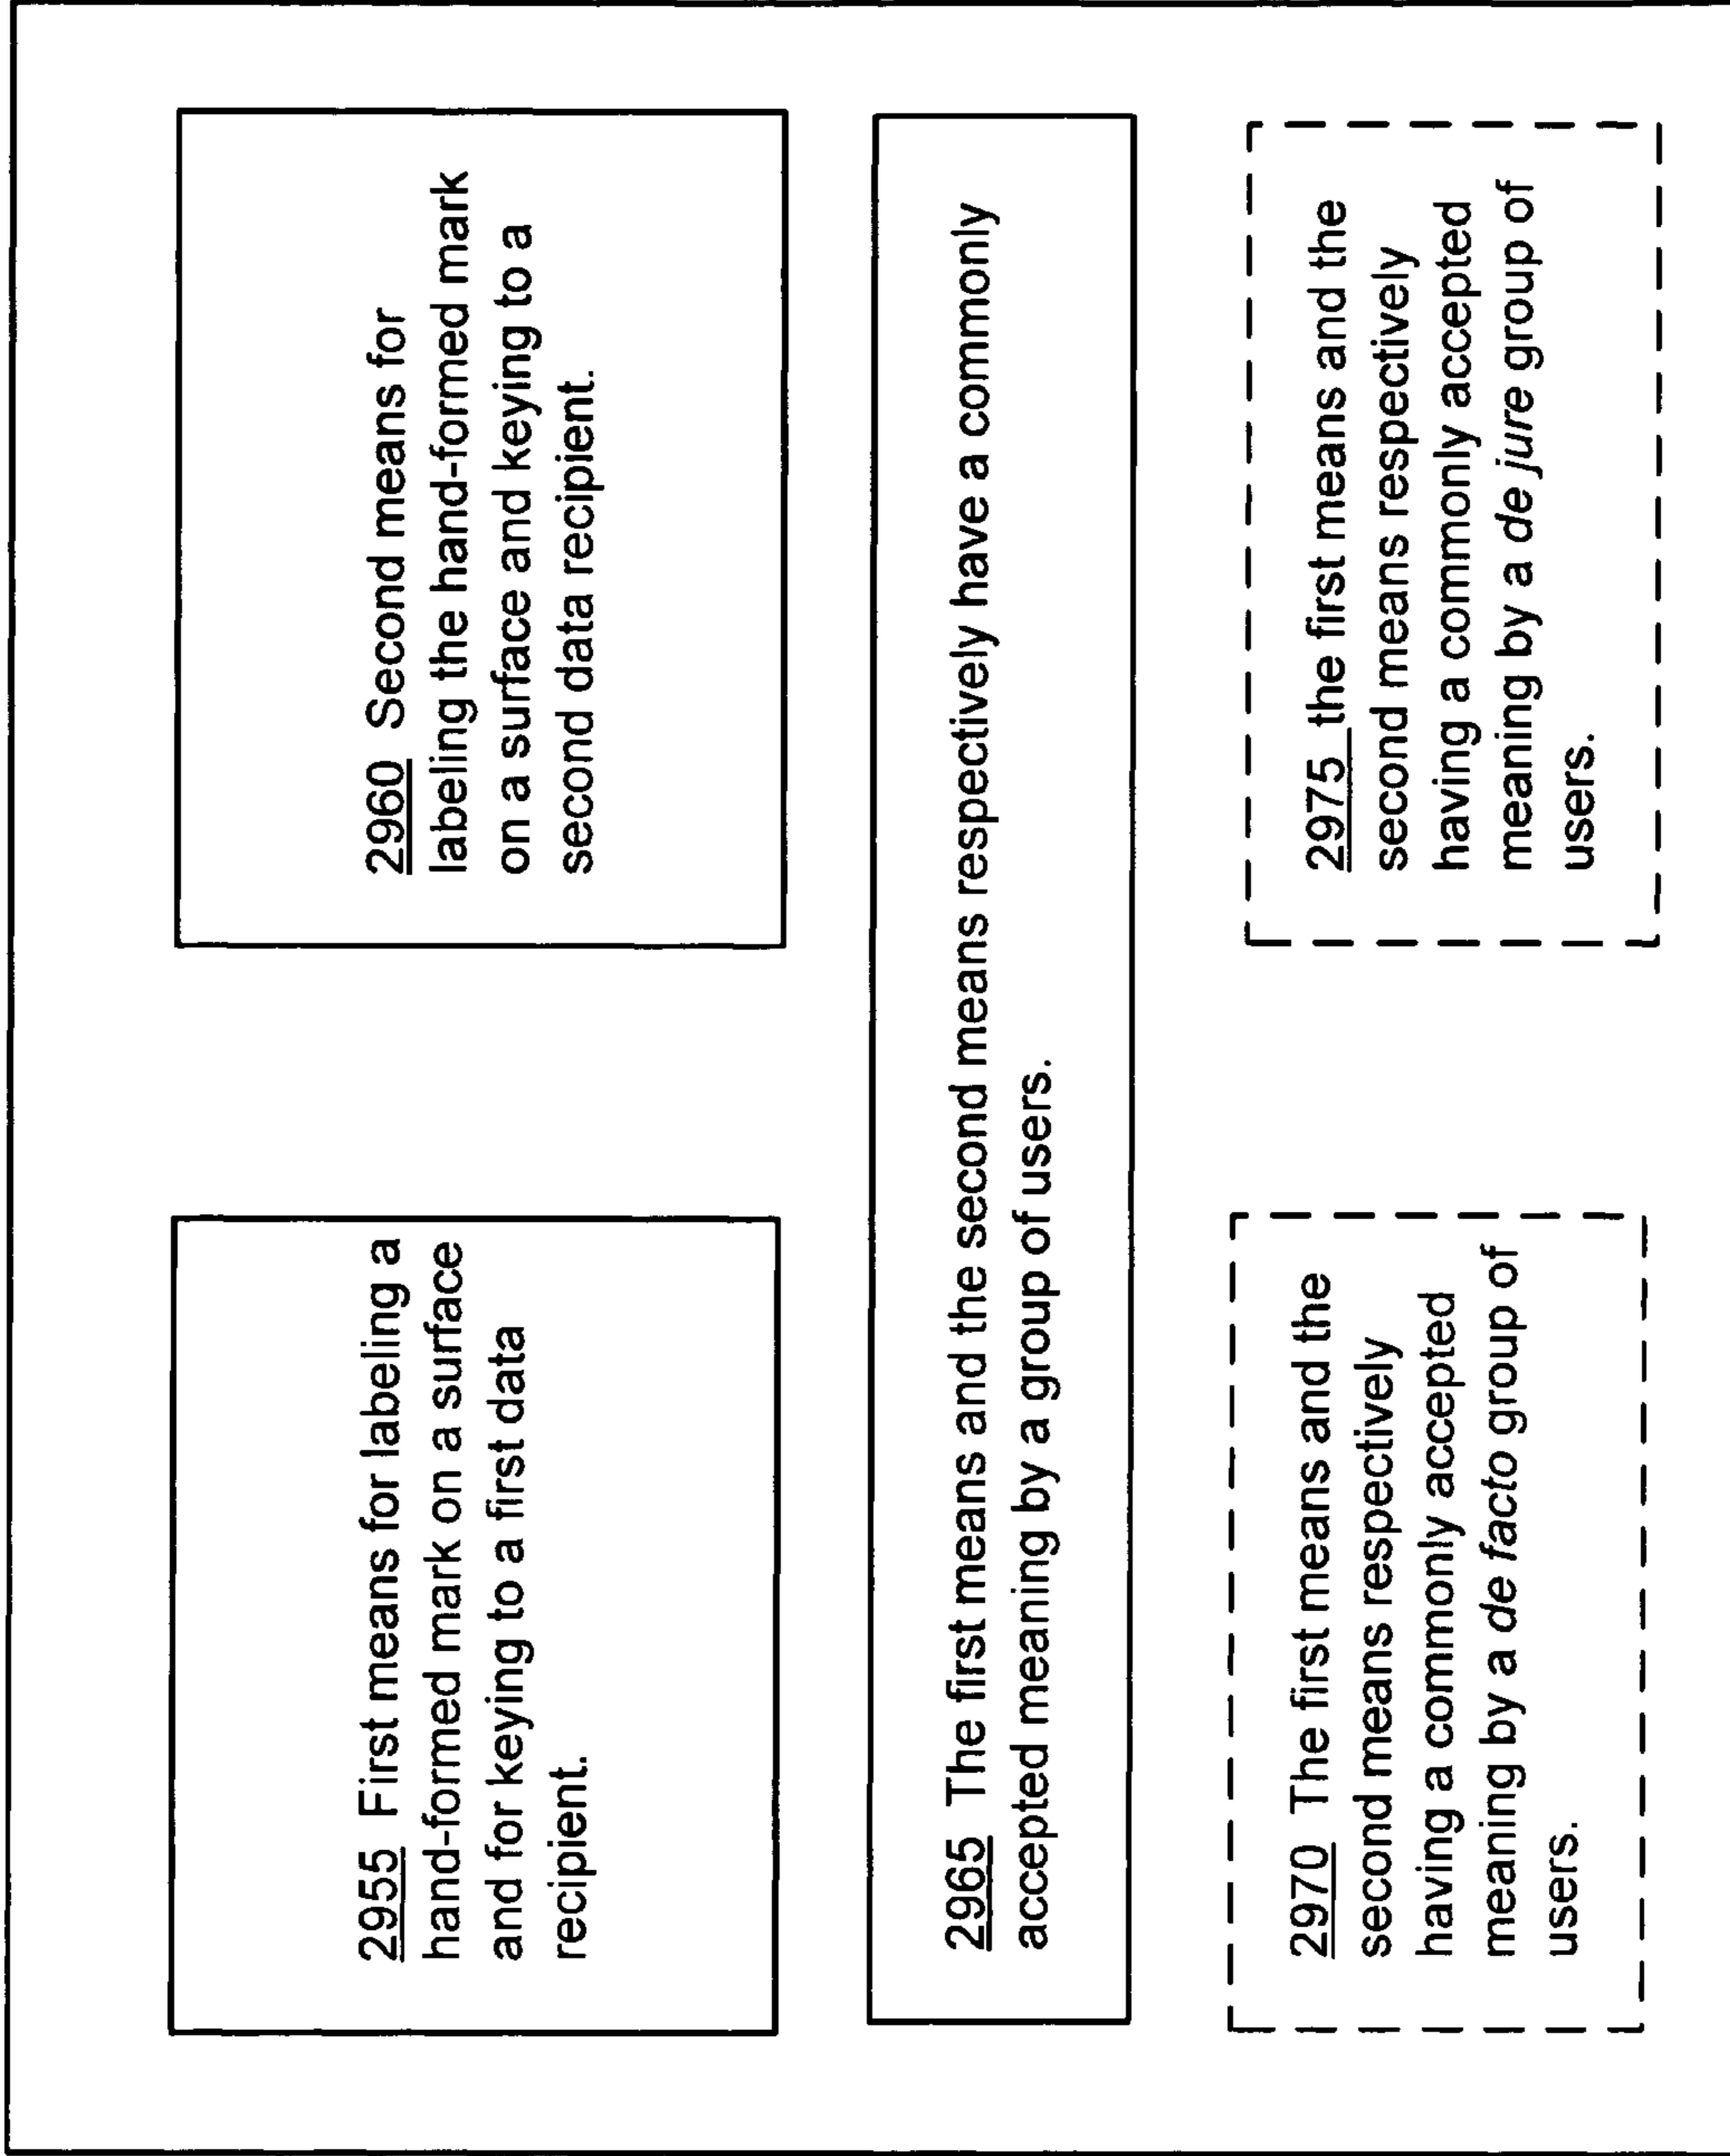 2955 First means for labeling a
hand-formed mark on a surface
and for keying to a first data
recipient.
2960 Second means for
labeling the hand-formed mark
on a surface and keying to a
second data recipient.
2965 The first means and the second means respectively have a commonly
accepted meaning by a group of users.
2970 The first means and the
second means respectively
having a commonly accepted
meaning by a de facto group of
users.
2975 the first means and the
second means respectively
having a commonly accepted
meaning by a de jure group of
users.